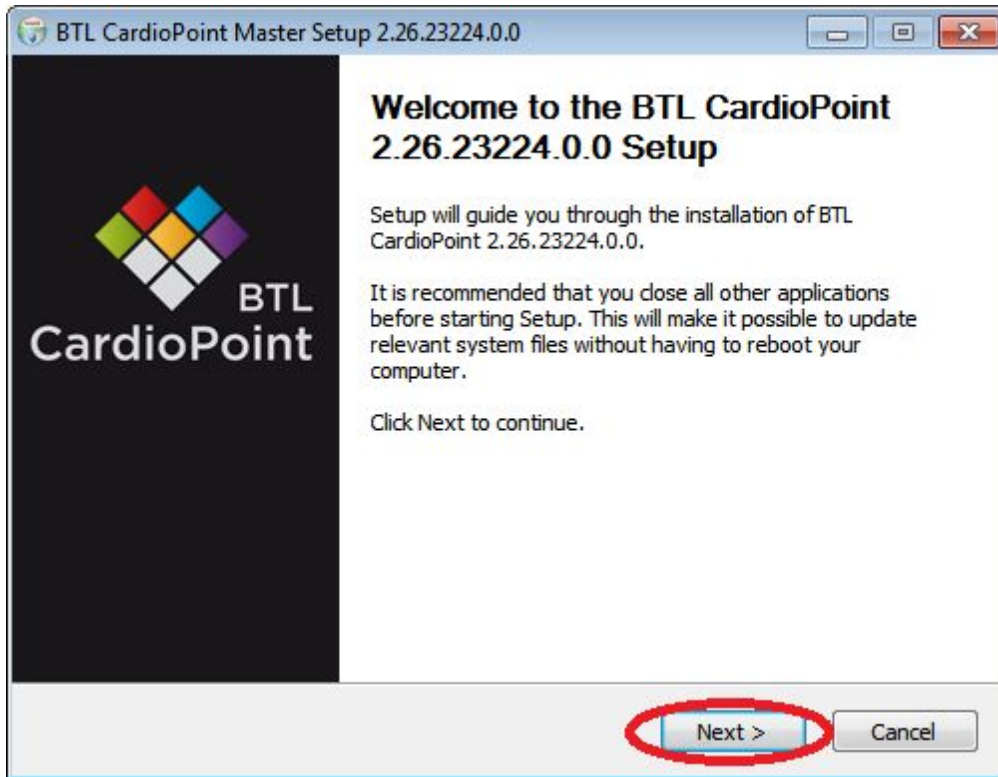 BTL CardioPoint Master Setup 2.26.23224.0.0
Welcome to the BTL CardioPoint
2.26.23224.0.0 Setup
Setup will guide you through the installation of BTL
CardioPoint 2.26.23224.0.0.
It is recommended that you close all other applications
before starting Setup. This will make it possible to update
relevant system files without having to reboot your
computer.
Click Next to continue.
BTL
CardioPoint
Next >
Cancel